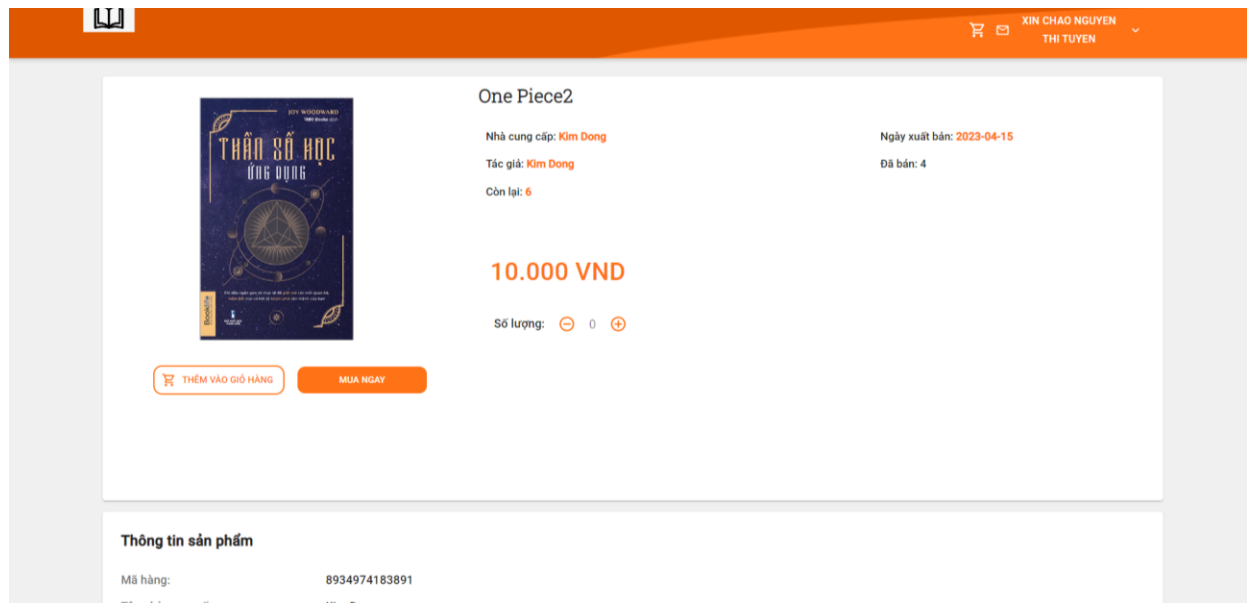 XIN CHAO NGUYEN
THI TUYEN
JOY WOODWARD
THẦN SỐ HỌC
ỨNG DỤNG
Booklife
One Piece2
Nhà cung cấp: Kim Dong
Ngày xuất bản: 2023-04-15
Tác giả: Kim Dong
Đã bán: 4
Còn lại: 6
10.000 VND
Số lượng: 0
THÊM VÀO GIỎ HÀNG
MUA NGAY
Thông tin sản phẩm
Mã hàng: 8934974183891